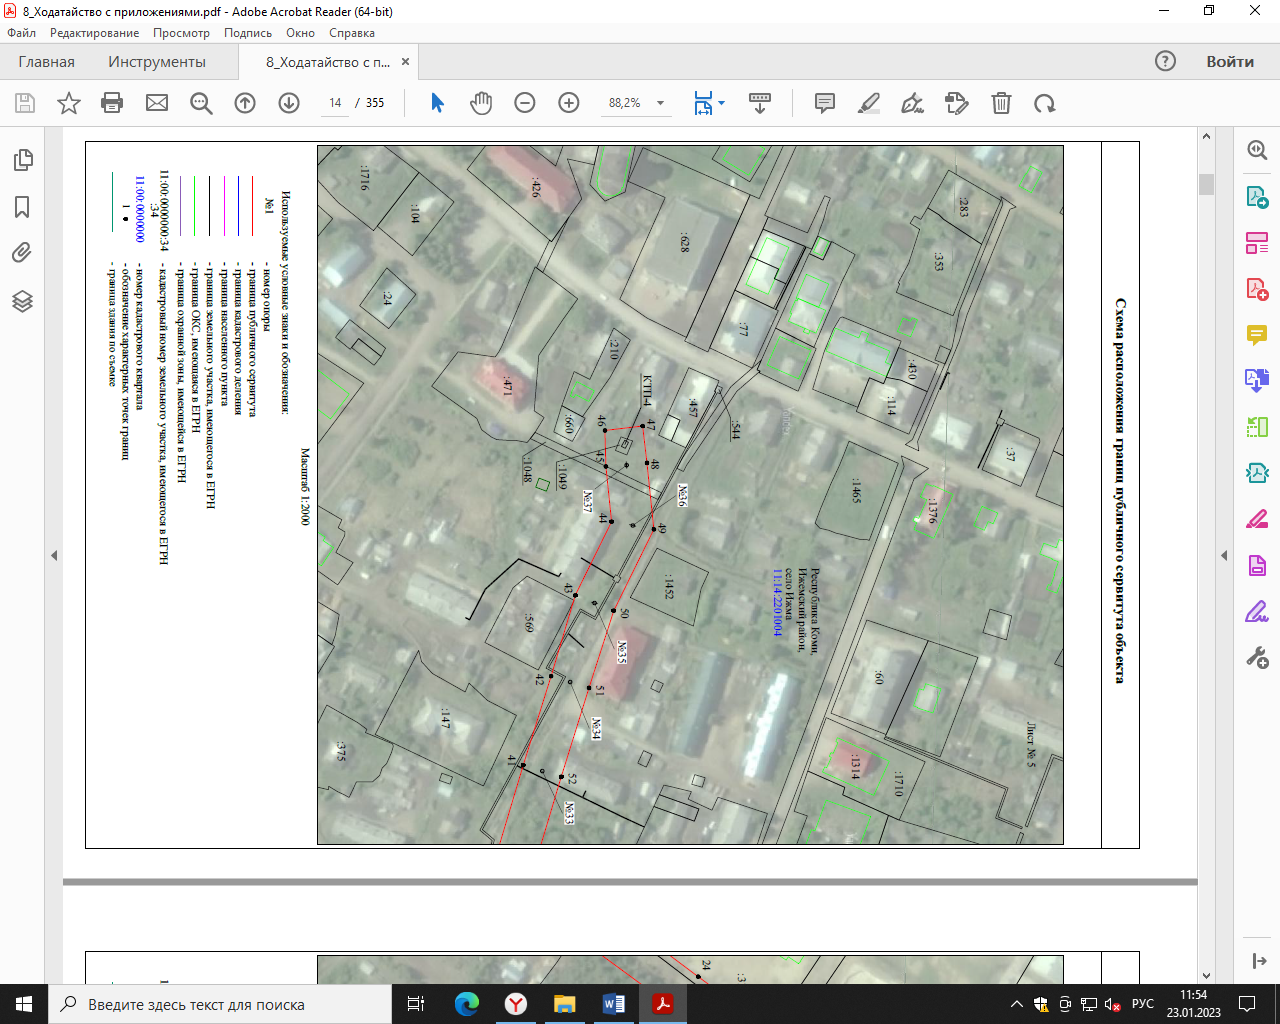 8_Ходатайство с приложениями.pdf - Adobe Acrobat Reader (64-bit)
Файл Редактирование Просмотр Подпись Окно Справка
Главная Инструменты 8_Ходатайство с п... ×
Войти
14 / 355
88,2%
Схема расположения границ публичного сервитута объекта
Лист № 5
:1716
:104
:426
:628
:24
:471
:210
:660
КТП-4
:457
:544
:77
:283
:353
:430
:114
:37
:1465
:1376
46
47
45
48
:1048
:1049
№37
№36
44
49
:1452
43
50
:569
№35
42
51
№34
41
52
№33
:147
:375
:60
:1314
:1710
Республика Коми,
Ижемский район,
село Ижма
11:14:2201004
Масштаб 1:2000
Используемые условные знаки и обозначения:
№1 - номер опоры
- граница публичного сервитута
- граница кадастрового деления
- граница населенного пункта
- граница земельного участка, имеющегося в ЕГРН
- граница ОКС, имеющаяся в ЕГРН
- граница охранной зоны, имеющейся в ЕГРН
11:00:0000000:34
:34
- кадастровый номер земельного участка, имеющегося в ЕГРН
11:00:0000000 - номер кадастрового квартала
1 - обозначение характерных точек границ
- граница здания по съемке
24
Введите здесь текст для поиска
РУС
11:54
23.01.2023